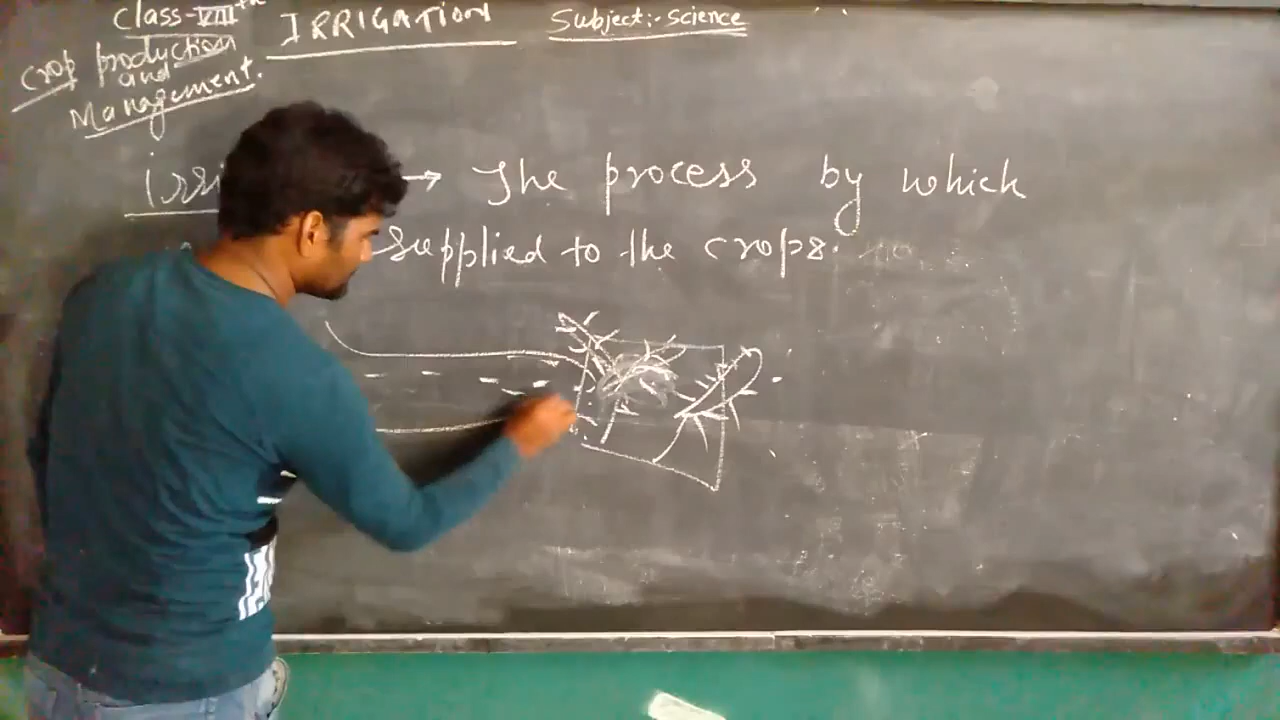 Class-VIIIth IRRIGATION Subject:- Science
Crop production
and
Management.
→ The process by which
supplied to the crops.